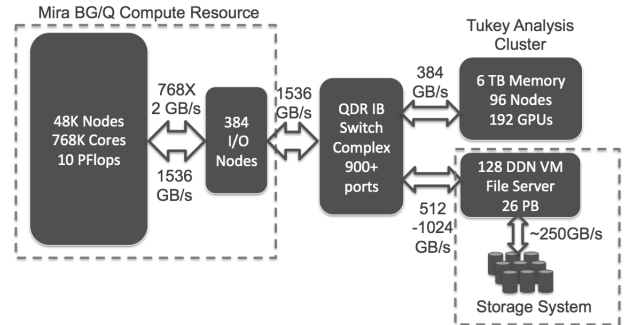 Mira BG/Q Compute Resource
48K Nodes
768K Cores
10 PFlops
768X
2 GB/s
1536
GB/s
384
I/O
Nodes
1536
GB/s
QDR IB
Switch
Complex
900+
ports
384
GB/s
Tukey Analysis
Cluster
6 TB Memory
96 Nodes
192 GPUs
512
-1024
GB/s
128 DDN VM
File Server
26 PB
~250GB/s
Storage System